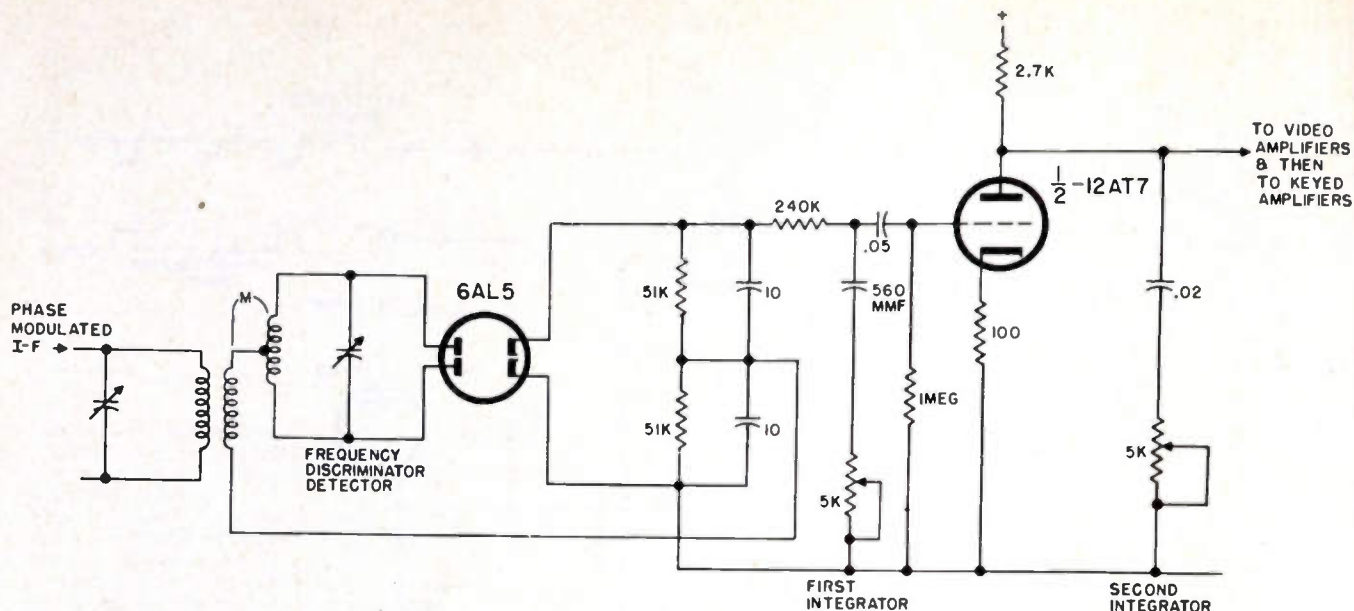 +
2.7K
TO VIDEO
AMPLIFIERS
& THEN
TO KEYED
AMPLIFIERS
1/2-12AT7
240K
.05
6AL5
51K
10
560
MMF
.02
M
PHASE
MODULATED
I-F
100
1MEG
51K
10
5K
5K
FREQUENCY
DISCRIMINATOR
DETECTOR
FIRST
INTEGRATOR
SECOND
INTEGRATOR